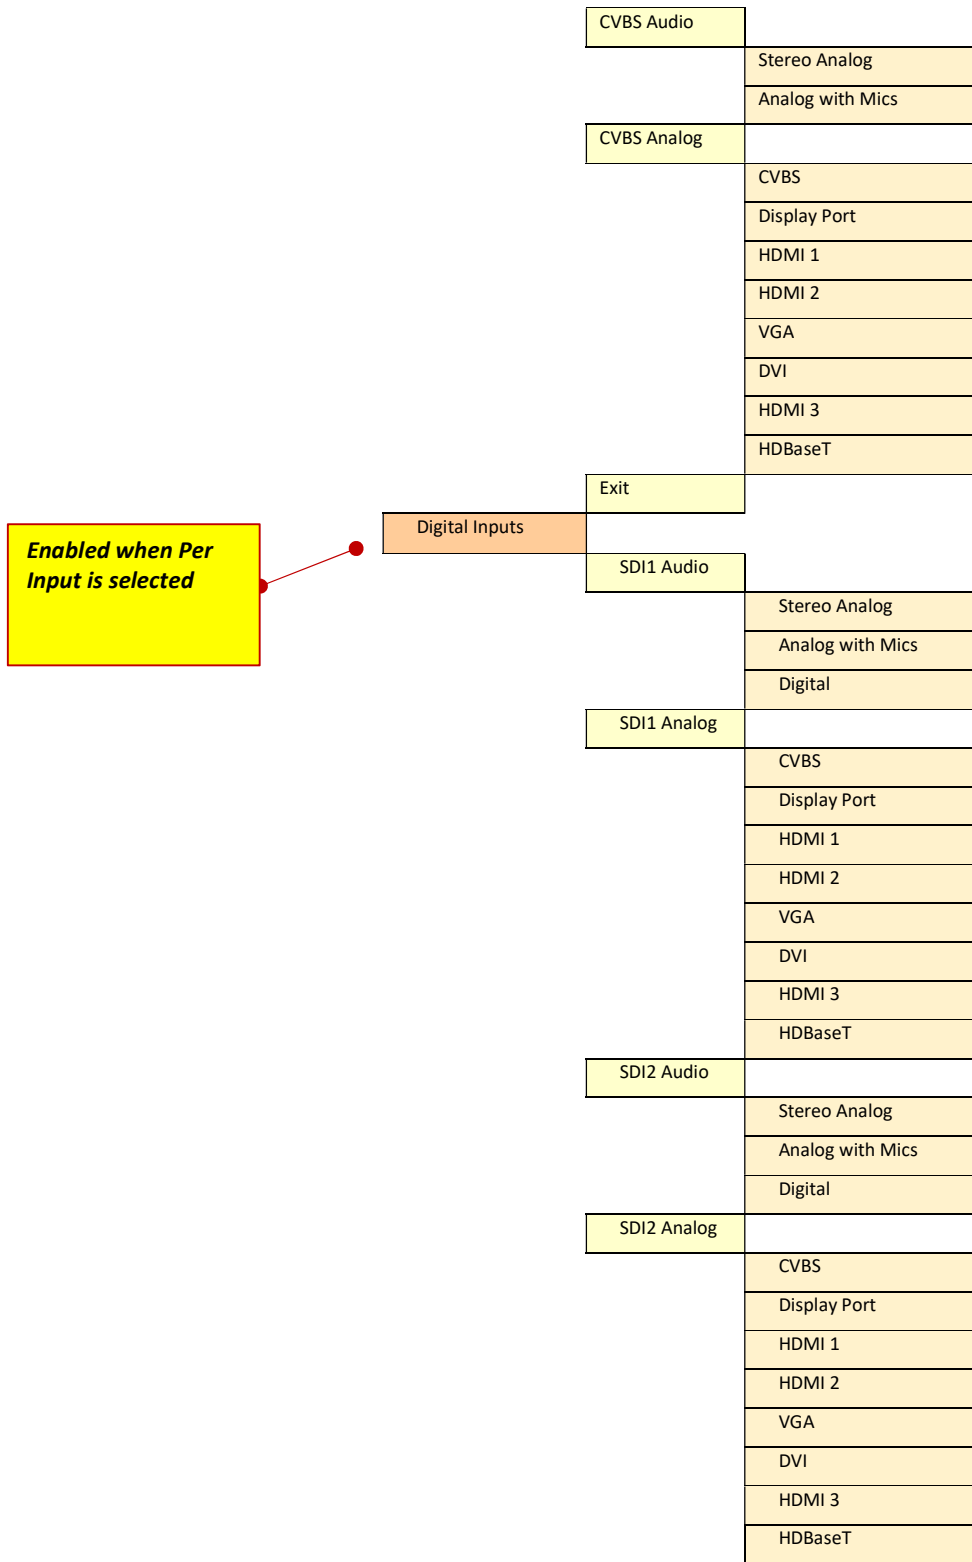 CVBS Audio
Stereo Analog
Analog with Mics
CVBS Analog
CVBS
Display Port
HDMI 1
HDMI 2
VGA
DVI
HDMI 3
HDBaseT
Exit
Digital Inputs
Enabled when Per
Input is selected
SDI1 Audio
Stereo Analog
Analog with Mics
Digital
SDI1 Analog
CVBS
Display Port
HDMI 1
HDMI 2
VGA
DVI
HDMI 3
HDBaseT
SDI2 Audio
Stereo Analog
Analog with Mics
Digital
SDI2 Analog
CVBS
Display Port
HDMI 1
HDMI 2
VGA
DVI
HDMI 3
HDBaseT